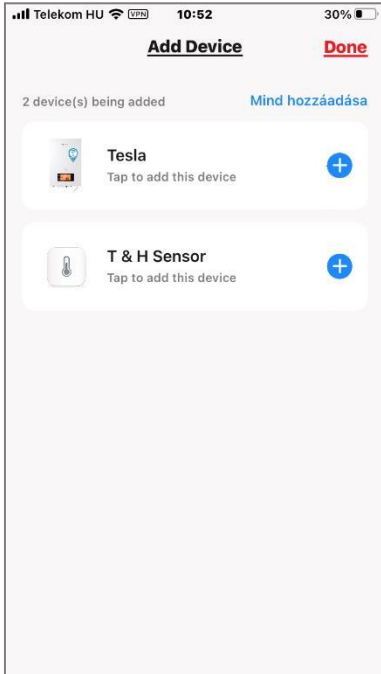 Telekom HU VPN 10:52 30%
Add Device Done
2 device(s) being added Mind hozzáadása
Tesla
Tap to add this device
T & H Sensor
Tap to add this device